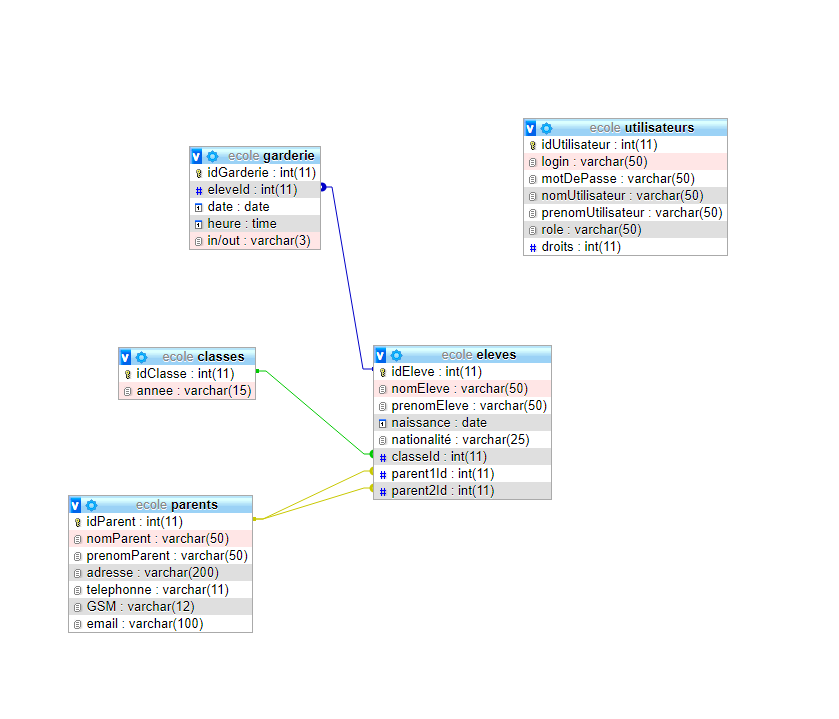 ecole utilisateurs
idUtilisateur : int(11)
login : varchar(50)
motDePasse : varchar(50)
nomUtilisateur : varchar(50)
prenomUtilisateur : varchar(50)
role : varchar(50)
droits : int(11)
ecole garderie
idGarderie : int(11)
eleveId : int(11)
date : date
heure : time
in/out : varchar(3)
ecole classes
idClasse : int(11)
annee : varchar(15)
ecole eleves
idEleve : int(11)
nomEleve : varchar(50)
prenomEleve : varchar(50)
naissance : date
nationalité : varchar(25)
classeId : int(11)
parent1Id : int(11)
parent2Id : int(11)
ecole parents
idParent : int(11)
nomParent : varchar(50)
prenomParent : varchar(50)
adresse : varchar(200)
telephonne : varchar(11)
GSM : varchar(12)
email : varchar(100)